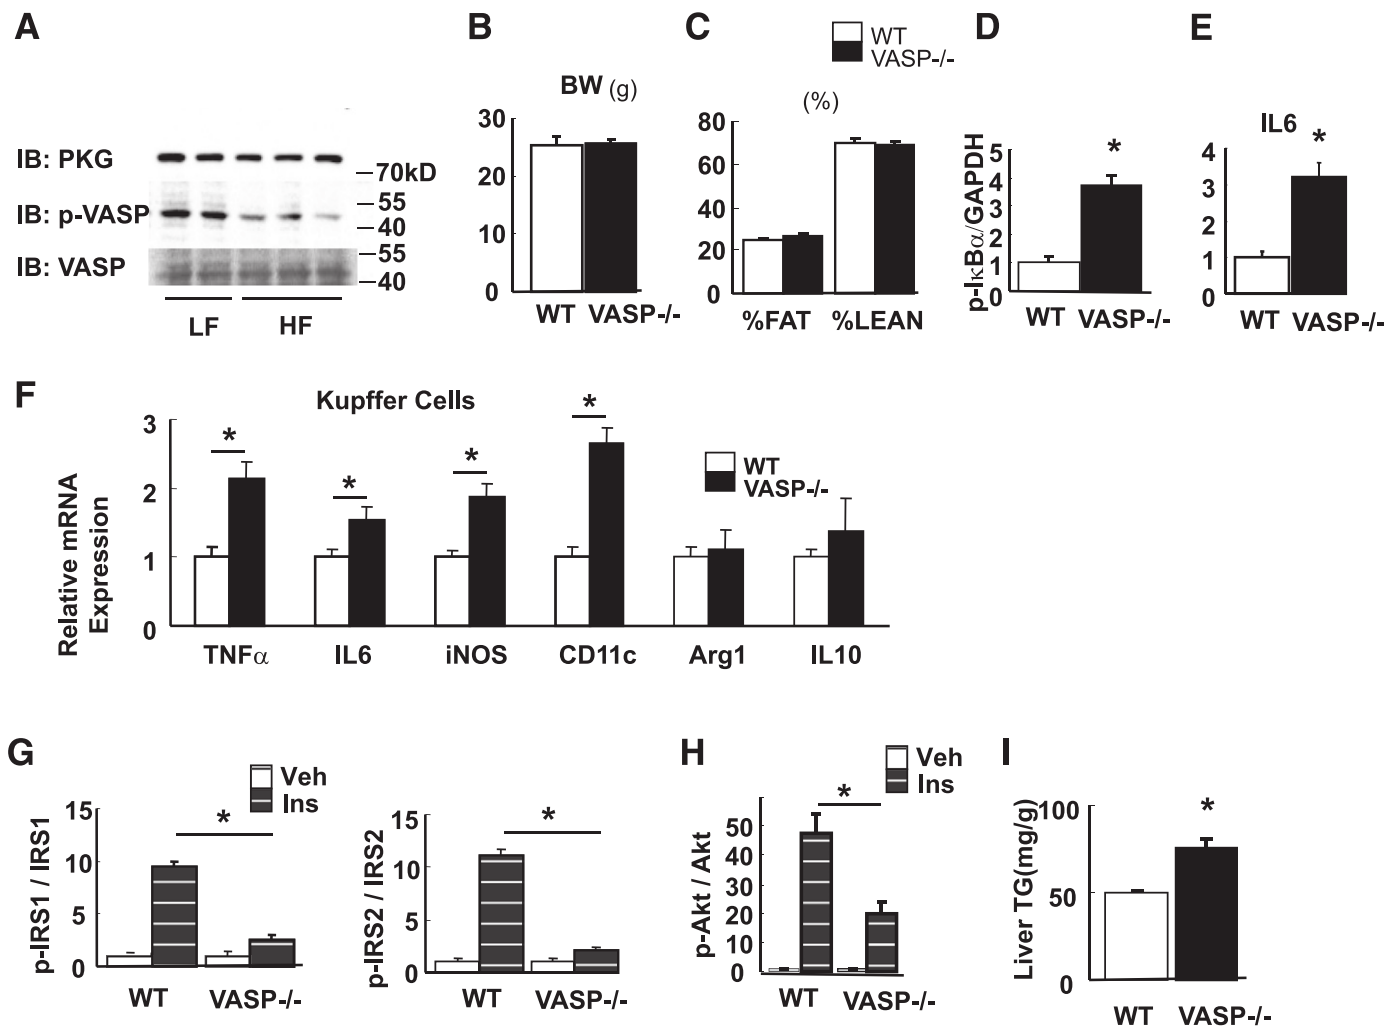 A
IB: PKG
70kD
IB: p-VASP
55
40
IB: VASP
55
40
LF HF
B
BW (g)
30
20
10
0
WT VASP-/-
C
WT
VASP-/-
(%)
80
60
40
20
0
%FAT %LEAN
D
*
p-IκBα/GAPDH
5
4
3
2
1
0
WT VASP-/-
E
IL6
*
4
3
2
1
0
WT VASP-/-
F
Kupffer Cells
Relative mRNA
Expression
3
2
1
0
* * * *
WT
VASP-/-
TNFα IL6 iNOS CD11c Arg1 IL10
G
Veh
Ins
p-IRS1 / IRS1
15
10
5
0
*
WT VASP-/-
p-IRS2 / IRS2
15
10
5
0
*
WT VASP-/-
H
Veh
Ins
p-Akt / Akt
50
40
30
20
10
0
*
WT VASP-/-
I
Liver TG(mg/g)
100
50
0
*
WT VASP-/-